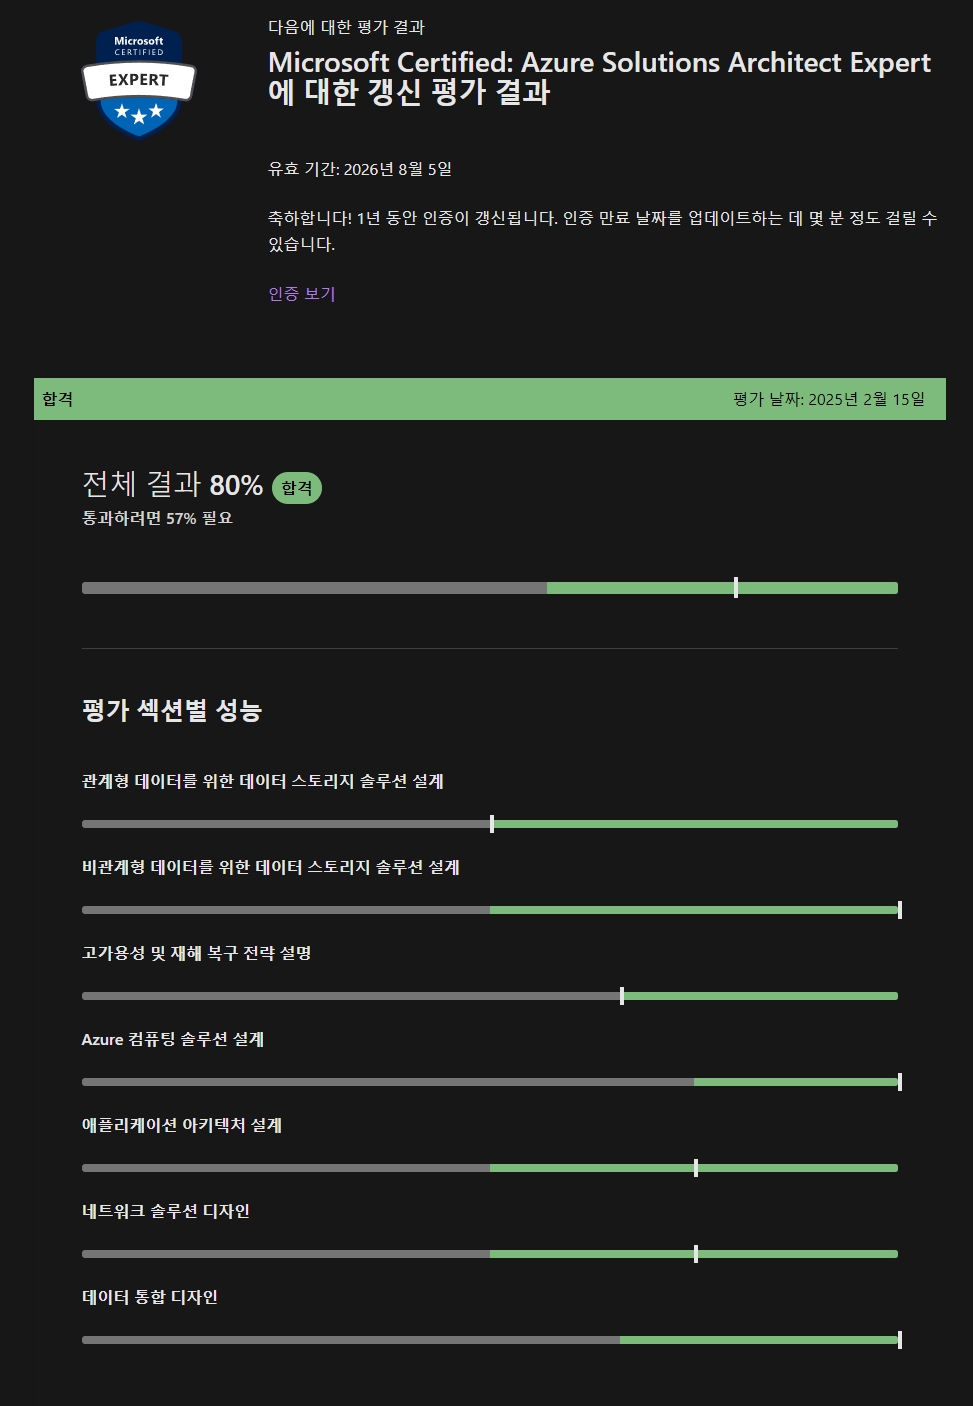 Microsoft
CERTIFIED
EXPERT
다음에 대한 평가 결과
Microsoft Certified: Azure Solutions Architect Expert
에 대한 갱신 평가 결과
유효 기간: 2026년 8월 5일
축하합니다! 1년 동안 인증이 갱신됩니다. 인증 만료 날짜를 업데이트하는 데 몇 분 정도 걸릴 수
있습니다.
인증 보기
합격 평가 날짜: 2025년 2월 15일
전체 결과 80% 합격
통과하려면 57% 필요
평가 섹션별 성능
관계형 데이터를 위한 데이터 스토리지 솔루션 설계
비관계형 데이터를 위한 데이터 스토리지 솔루션 설계
고가용성 및 재해 복구 전략 설명
Azure 컴퓨팅 솔루션 설계
애플리케이션 아키텍처 설계
네트워크 솔루션 디자인
데이터 통합 디자인